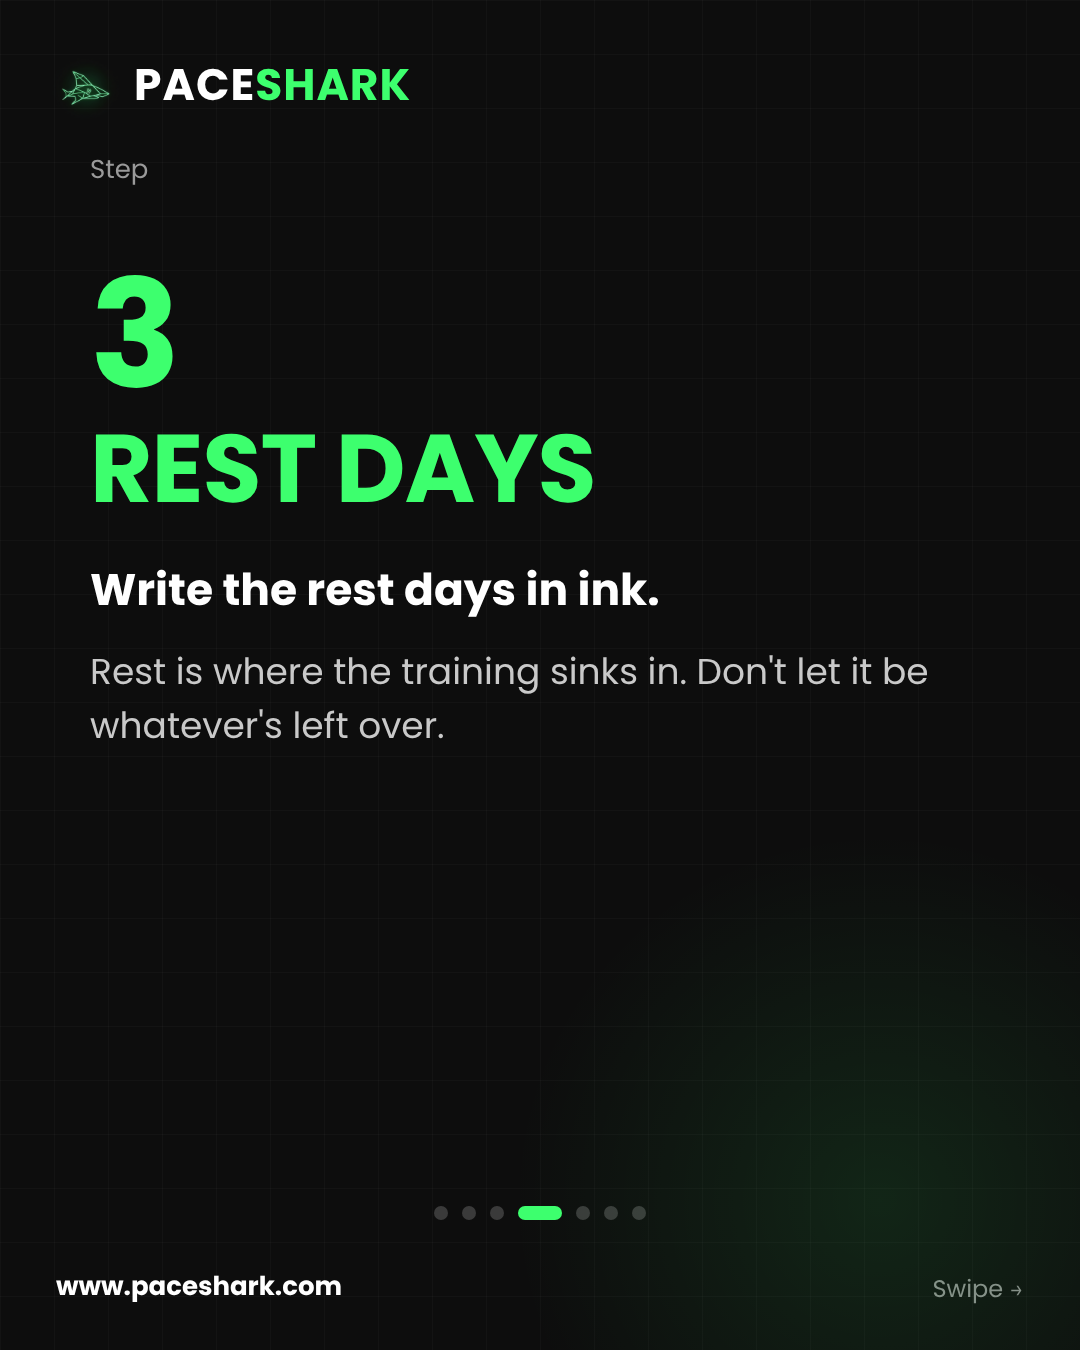 PACESHARK
Step
3
REST DAYS
Write the rest days in ink.
Rest is where the training sinks in. Don't let it be
whatever's left over.
www.paceshark.com
Swipe →